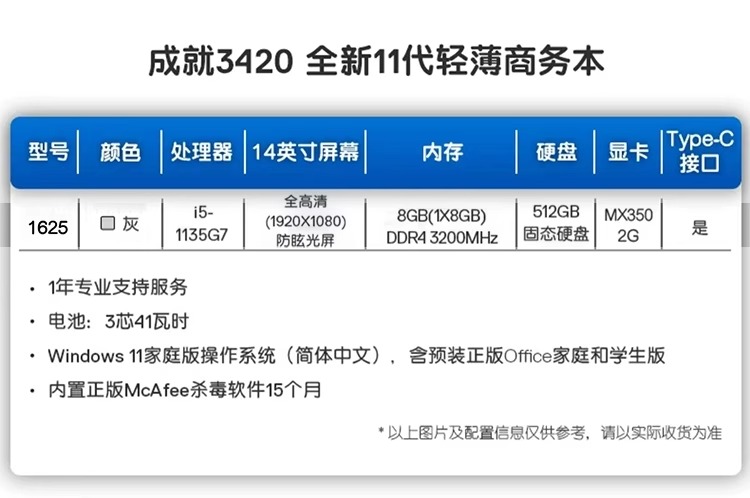 成就3420 全新11代轻薄商务本
型号 颜色 处理器 14英寸屏幕 内存 硬盘 显卡 Type-C接口
1625 灰 i5-1135G7 全高清(1920X1080)防眩光屏 8GB(1X8GB) DDR4 3200MHz 512GB固态硬盘 MX350 2G 是
· 1年专业支持服务
· 电池：3芯41瓦时
· Windows 11家庭版操作系统（简体中文），含预装正版Office家庭和学生版
· 内置正版McAfee杀毒软件15个月
* 以上图片及配置信息仅供参考，请以实际收货为准